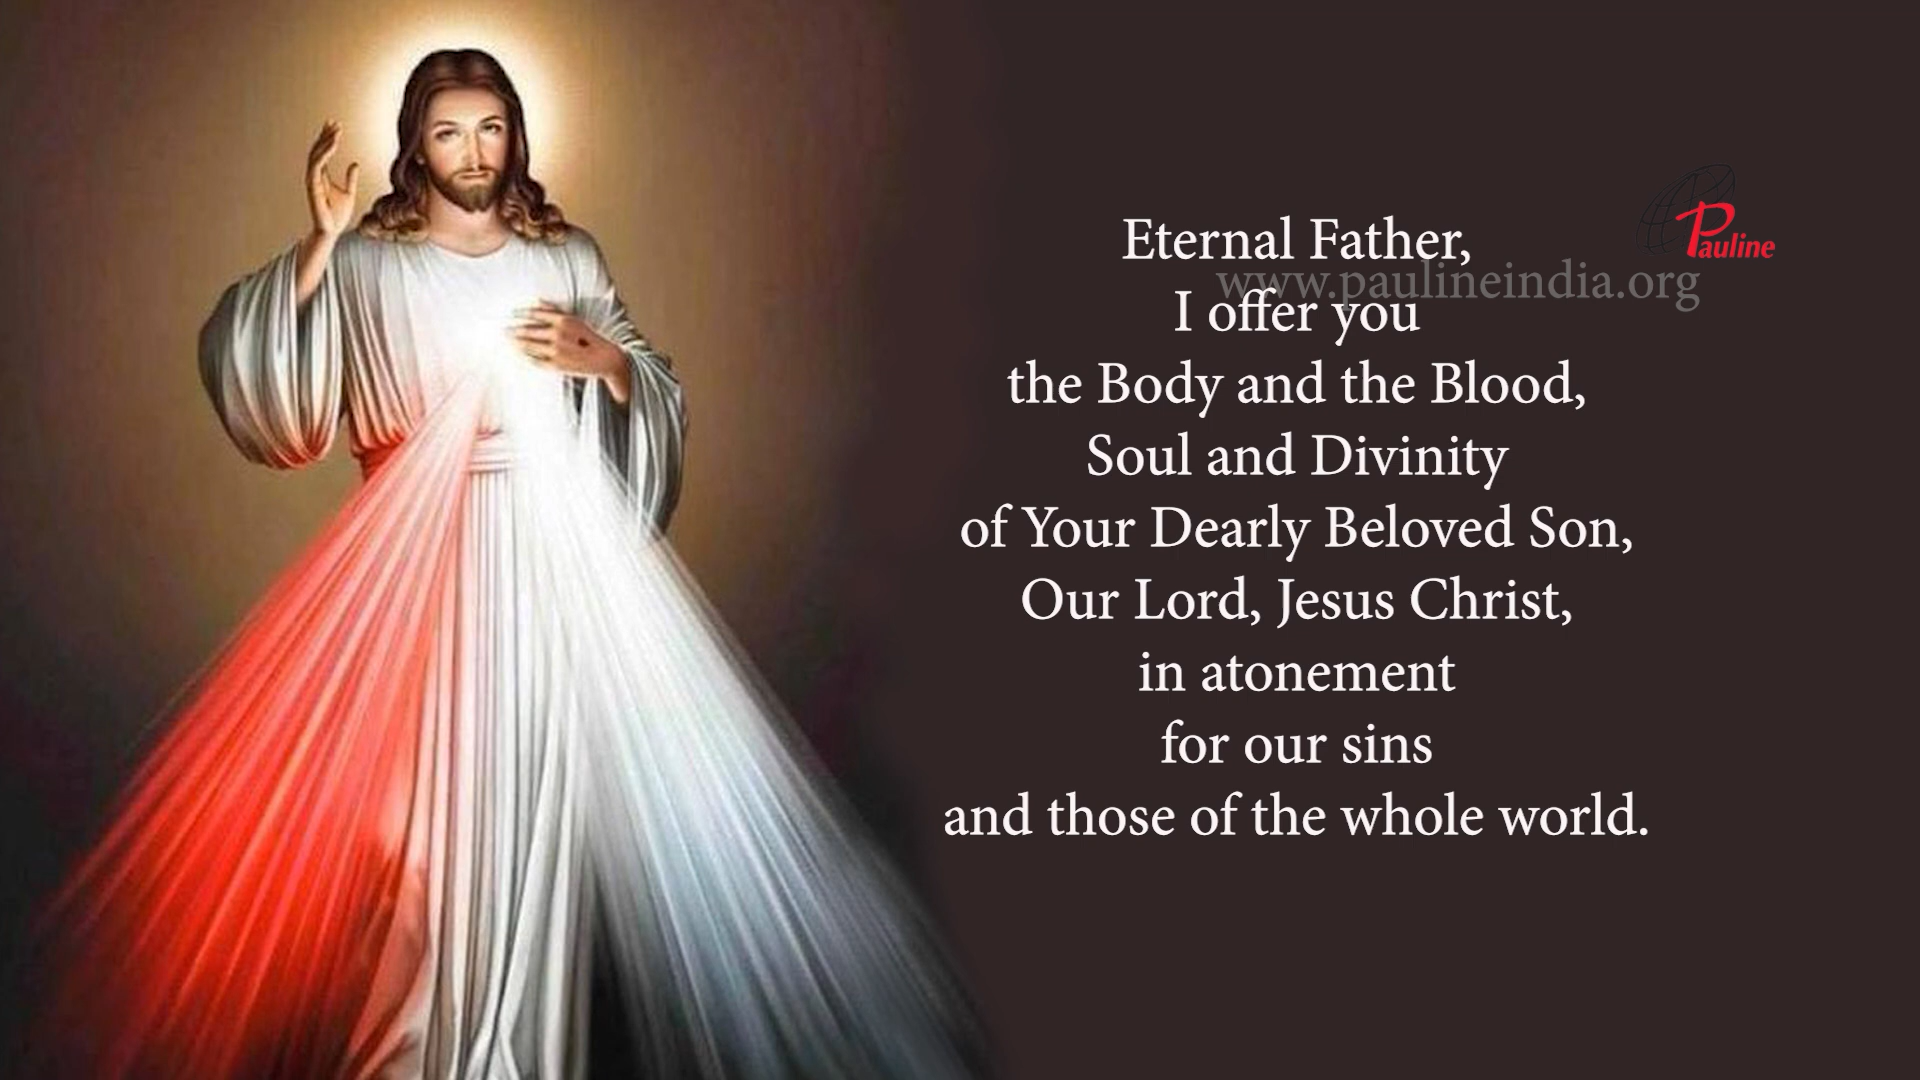 Eternal Father,
Pauline
www.paulineindia.org
I offer you
the Body and the Blood,
Soul and Divinity
of Your Dearly Beloved Son,
Our Lord, Jesus Christ,
in atonement
for our sins
and those of the whole world.